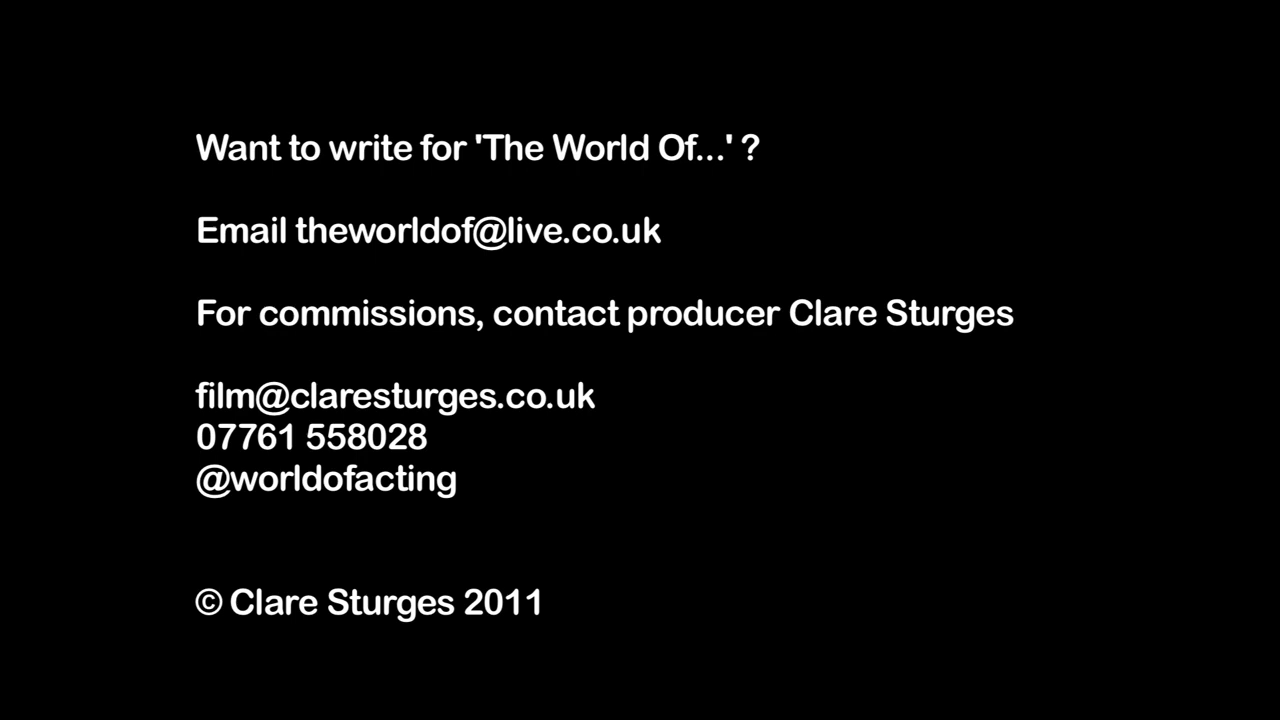 Want to write for 'The World Of...' ?
Email theworldof@live.co.uk
For commissions, contact producer Clare Sturges
film@claresturges.co.uk
07761 558028
@worldofacting
© Clare Sturges 2011